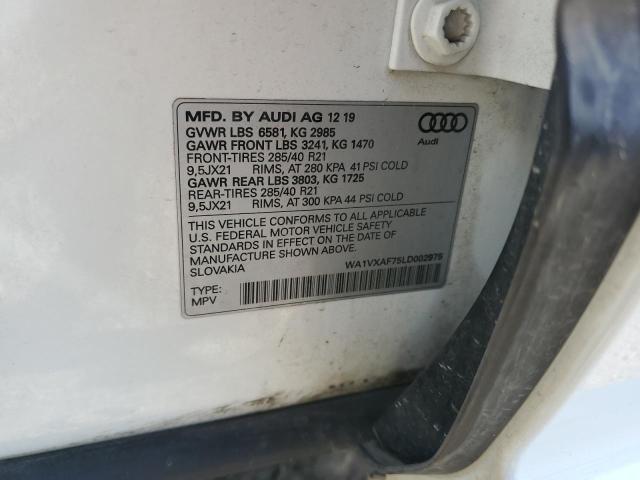 MFD. BY AUDI AG 12 19
GVWR LBS 6581, KG 2985
GAWR FRONT LBS 3241, KG 1470
FRONT-TIRES 285/40 R21
9,5JX21 RIMS, AT 280 KPA 41 PSI COLD
GAWR REAR LBS 3803, KG 1725
REAR-TIRES 285/40 R21
9,5JX21 RIMS, AT 300 KPA 44 PSI COLD
Audi
THIS VEHICLE CONFORMS TO ALL APPLICABLE
U.S. FEDERAL MOTOR VEHICLE SAFETY
STANDARDS IN EFFECT ON THE DATE OF
MANUFACTURE SHOWN ABOVE.
SLOVAKIA
WA1VXAF75LD002975
TYPE:
MPV